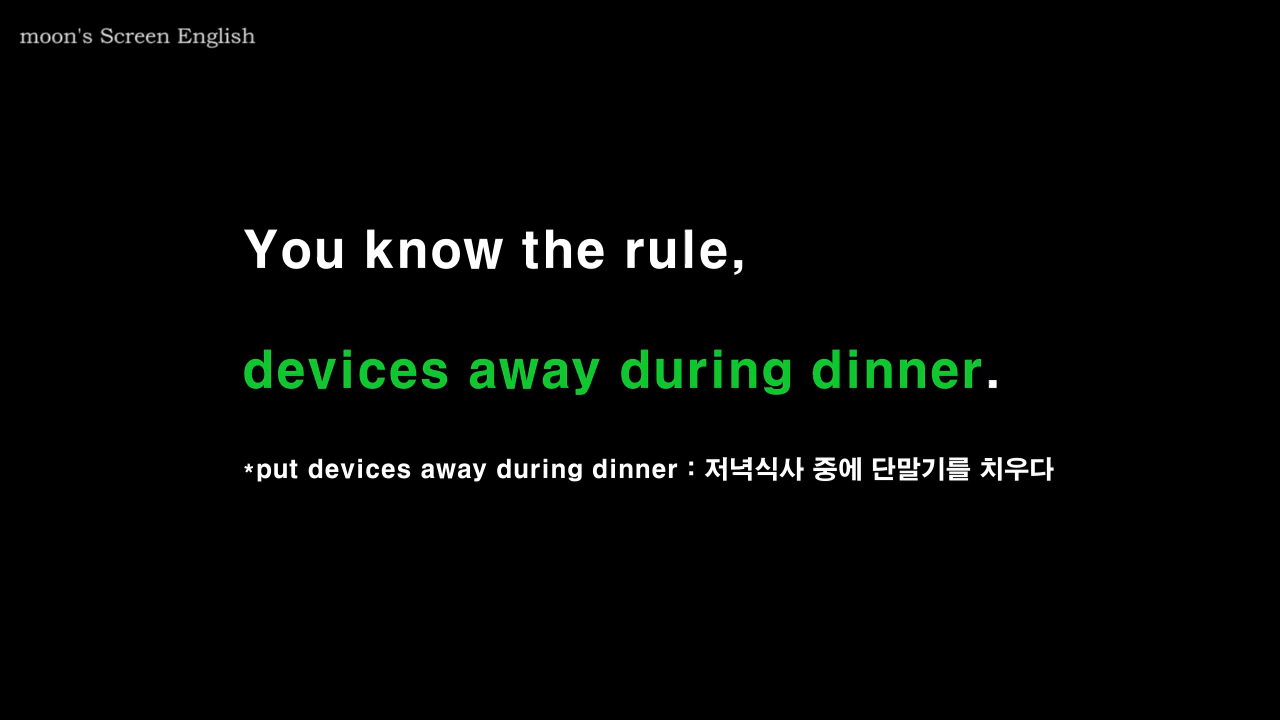 moon's Screen English
You know the rule,
devices away during dinner.
*put devices away during dinner : 저녁식사 중에 단말기를 치우다